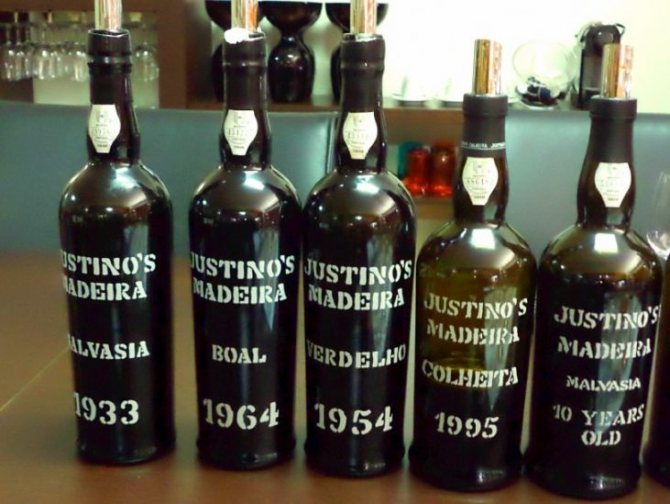 JUSTINO'S
MADEIRA
MALVASIA
1933
JUSTINO'S
MADEIRA
BOAL
1964
JUSTINO'S
MADEIRA
VERDELHO
1954
JUSTINO'S
MADEIRA
COLHEITA
1995
JUSTINO'S
MADEIRA
MALVASIA
10 YEARS
OLD